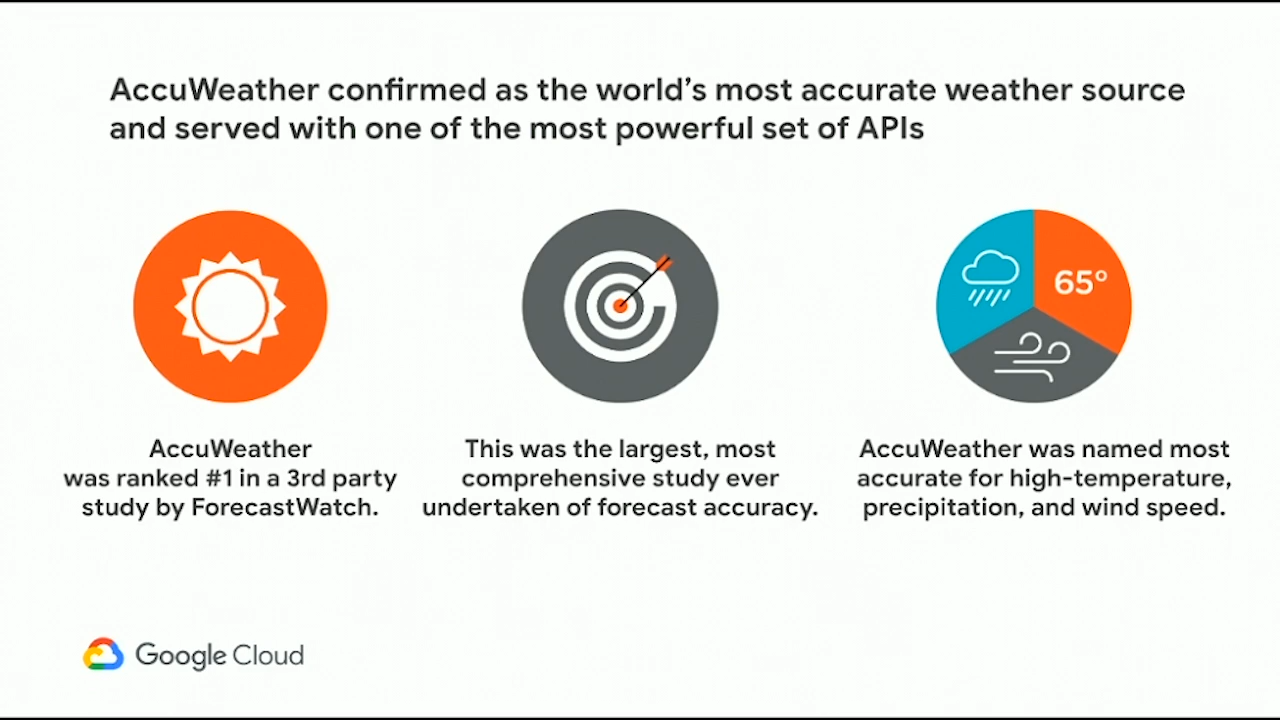 AccuWeather confirmed as the world's most accurate weather source
and served with one of the most powerful set of APIs
65°
AccuWeather
was ranked #1 in a 3rd party
study by ForecastWatch.
This was the largest, most
comprehensive study ever
undertaken of forecast accuracy.
AccuWeather was named most
accurate for high-temperature,
precipitation, and wind speed.
Google Cloud